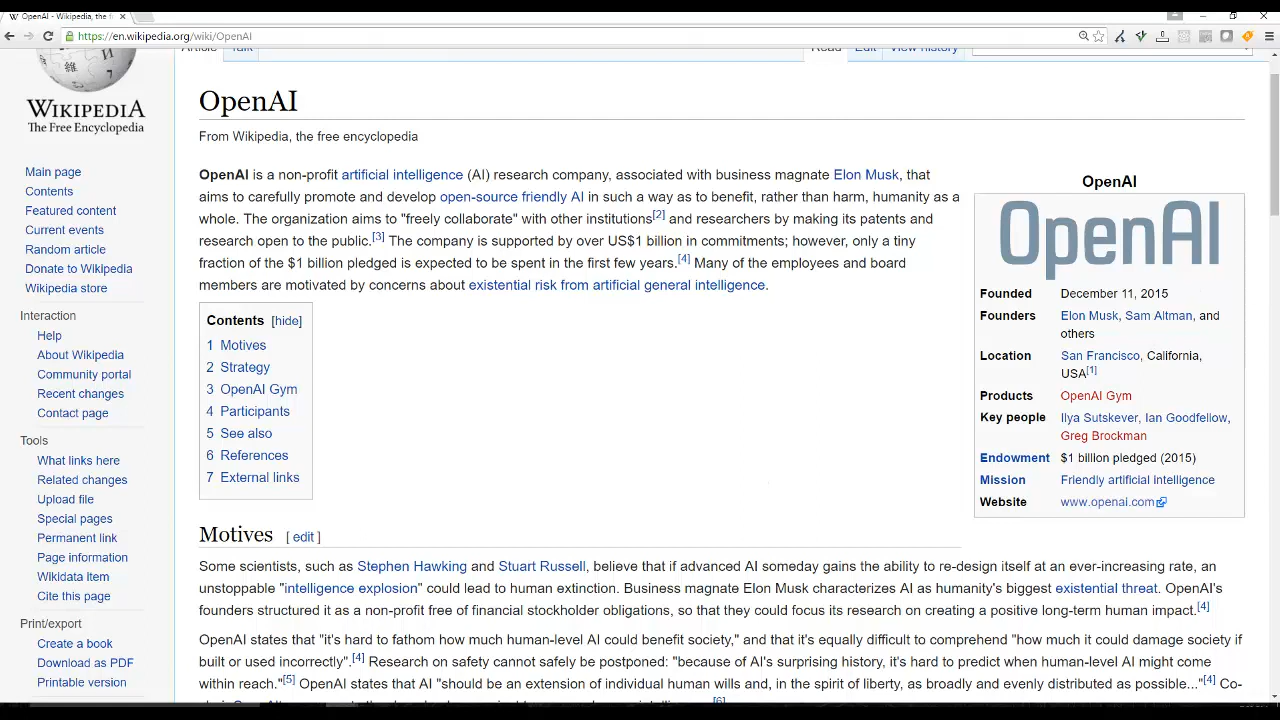 OpenAI - Wikipedia, the f
https://en.wikipedia.org/wiki/OpenAI
Article Talk Read Edit View history
WIKIPEDIA
The Free Encyclopedia
Main page
Contents
Featured content
Current events
Random article
Donate to Wikipedia
Wikipedia store
Interaction
Help
About Wikipedia
Community portal
Recent changes
Contact page
Tools
What links here
Related changes
Upload file
Special pages
Permanent link
Page information
Wikidata item
Cite this page
Print/export
Create a book
Download as PDF
Printable version
OpenAI
From Wikipedia, the free encyclopedia
OpenAI is a non-profit artificial intelligence (AI) research company, associated with business magnate Elon Musk, that
aims to carefully promote and develop open-source friendly AI in such a way as to benefit, rather than harm, humanity as a
whole. The organization aims to "freely collaborate" with other institutions[2] and researchers by making its patents and
research open to the public.[3] The company is supported by over US$1 billion in commitments; however, only a tiny
fraction of the $1 billion pledged is expected to be spent in the first few years.[4] Many of the employees and board
members are motivated by concerns about existential risk from artificial general intelligence.
Contents [hide]
1 Motives
2 Strategy
3 OpenAI Gym
4 Participants
5 See also
6 References
7 External links
OpenAI
OpenAI
Founded December 11, 2015
Founders Elon Musk, Sam Altman, and
others
Location San Francisco, California,
USA[1]
Products OpenAI Gym
Key people Ilya Sutskever, Ian Goodfellow,
Greg Brockman
Endowment $1 billion pledged (2015)
Mission Friendly artificial intelligence
Website www.openai.com
Motives [ edit ]
Some scientists, such as Stephen Hawking and Stuart Russell, believe that if advanced AI someday gains the ability to re-design itself at an ever-increasing rate, an
unstoppable "intelligence explosion" could lead to human extinction. Business magnate Elon Musk characterizes AI as humanity's biggest existential threat. OpenAI's
founders structured it as a non-profit free of financial stockholder obligations, so that they could focus its research on creating a positive long-term human impact.[4]
OpenAI states that "it's hard to fathom how much human-level AI could benefit society," and that it's equally difficult to comprehend "how much it could damage society if
built or used incorrectly".[4] Research on safety cannot safely be postponed: "because of AI's surprising history, it's hard to predict when human-level AI might come
within reach."[5] OpenAI states that AI "should be an extension of individual human wills and, in the spirit of liberty, as broadly and evenly distributed as possible..."[4] Co-